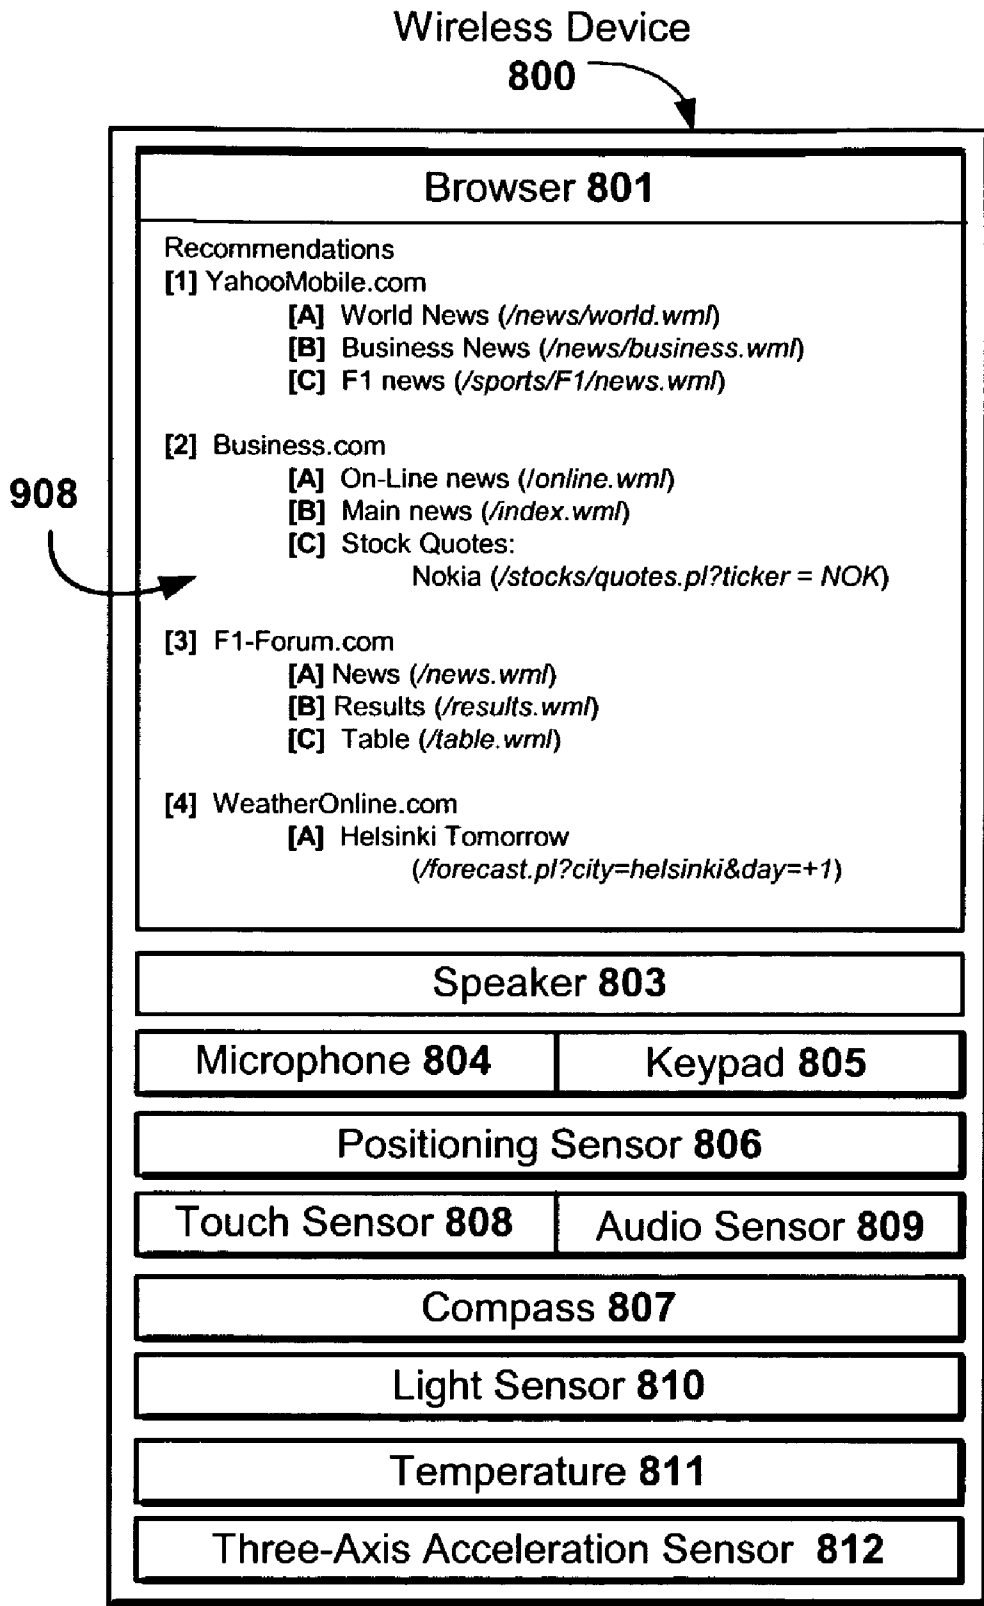 Wireless Device
800
Browser 801
Recommendations
[1] YahooMobile.com
[A] World News (/news/world.wml)
[B] Business News (/news/business.wml)
[C] F1 news (/sports/F1/news.wml)
[2] Business.com
[A] On-Line news (/online.wml)
908
[B] Main news (/index.wml)
[C] Stock Quotes:
Nokia (/stocks/quotes.pl?ticker = NOK)
[3] F1-Forum.com
[A] News (/news.wml)
[B] Results (/results.wml)
[C] Table (/table.wml)
[4] WeatherOnline.com
[A] Helsinki Tomorrow
(/forecast.pl?city=helsinki&day=+1)
Speaker 803
Microphone 804 Keypad 805
Positioning Sensor 806
Touch Sensor 808 Audio Sensor 809
Compass 807
Light Sensor 810
Temperature 811
Three-Axis Acceleration Sensor 812